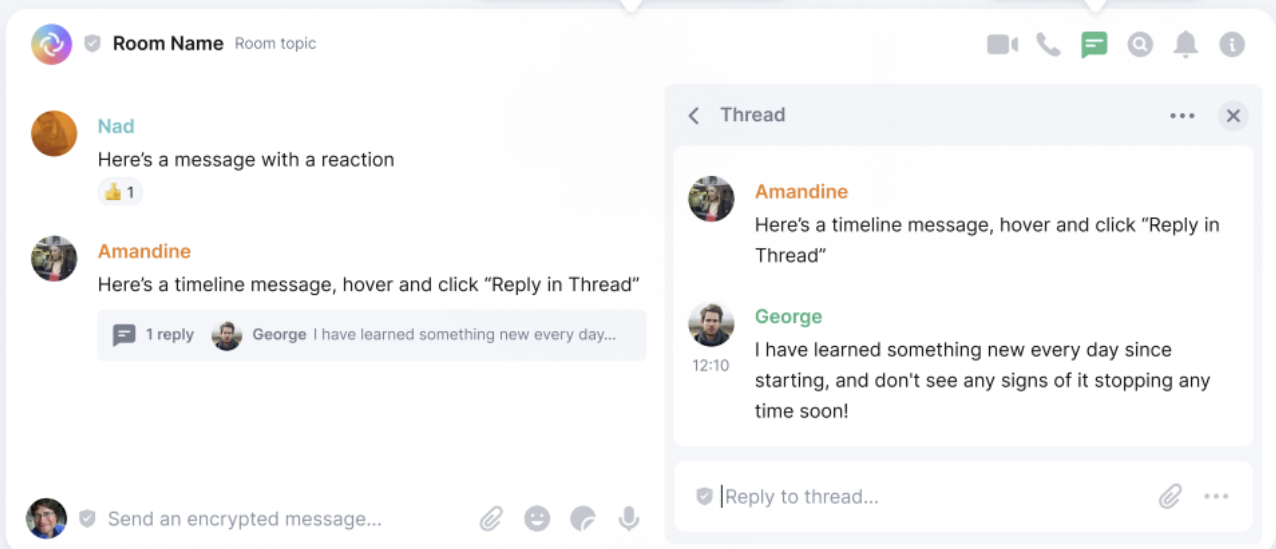 Room Name Room topic
Nad
Here's a message with a reaction
👍 1
Amandine
Here's a timeline message, hover and click “Reply in Thread”
1 reply George I have learned something new every day...
Send an encrypted message...
Thread
Amandine
Here's a timeline message, hover and click “Reply in
Thread”
George
12:10
I have learned something new every day since
starting, and don't see any signs of it stopping any
time soon!
Reply to thread...